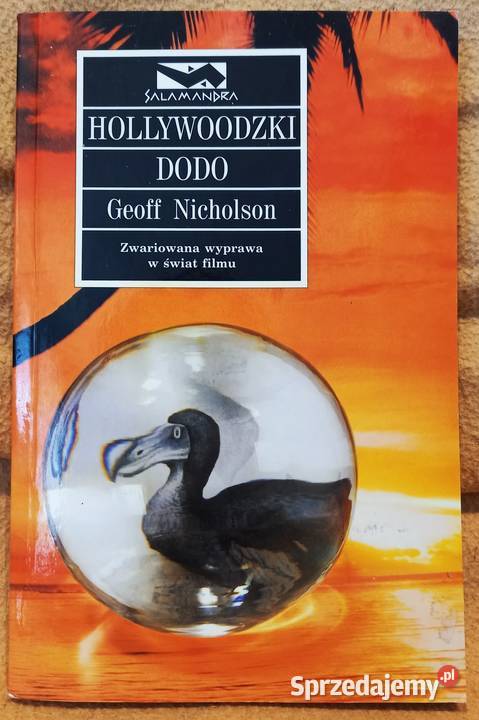 SALAMANDRA
HOLLYWOODZKI
DODO
Geoff Nicholson
Zwariowana wyprawa
w świat filmu
Sprzedajemy.pl